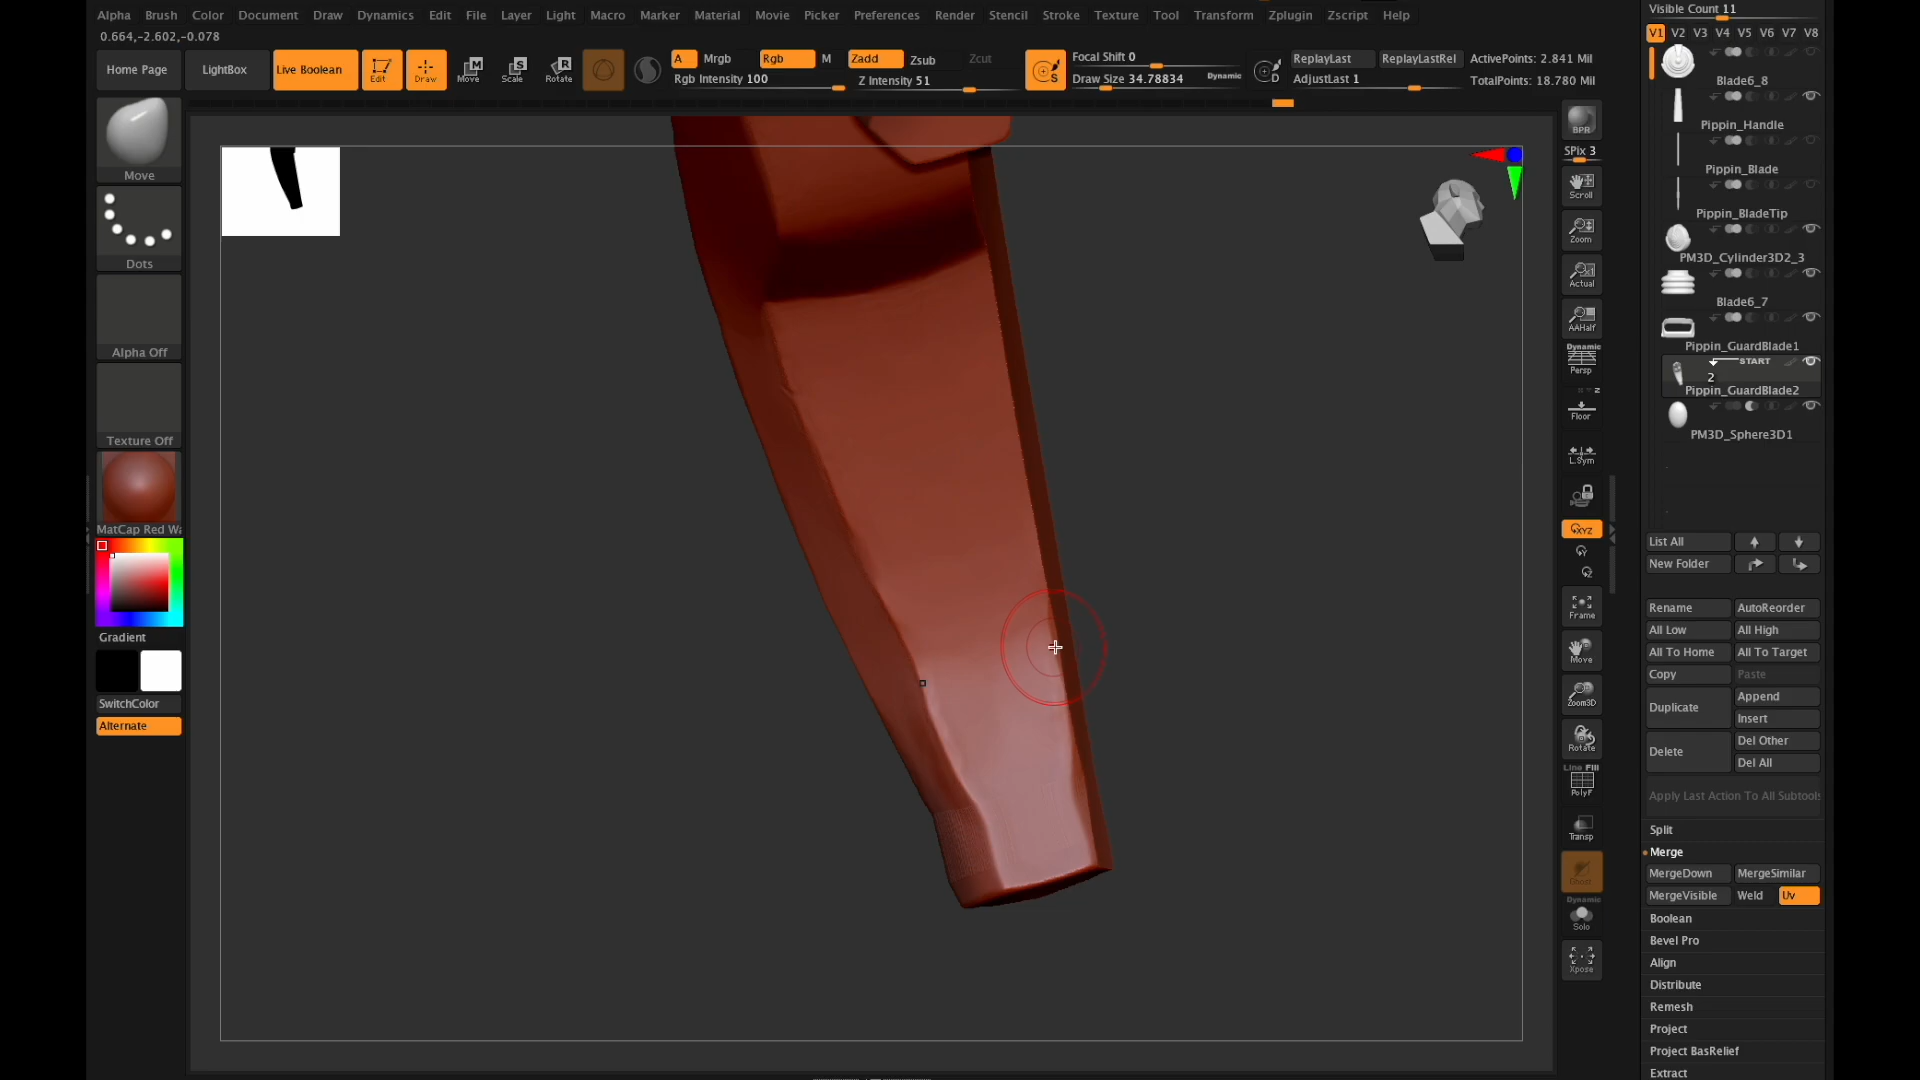 Alpha Brush Color Document Draw Dynamics Edit File Layer Light Macro Marker Material Movie Picker Preferences Render Stencil Stroke Texture Tool Transform Zplugin Zscript Help
0.664,-2.602,-0.078
Home Page
LightBox
Live Boolean
Edit
Draw
Move
Scale
Rotate
A
Mrgb
Rgb
M
Rgb Intensity 100
Zadd
Zsub
Zcut
Z Intensity 51
Focal Shift 0
Draw Size 34.78834
Dynamic
ReplayLast
ReplayLastRel
AdjustLast 1
ActivePoints: 2.841 Mil
TotalPoints: 18.780 Mil
Move
Dots
Alpha Off
Texture Off
MatCap Red Wa
Gradient
SwitchColor
Alternate
BPR
SPix 3
Scroll
Zoom
Actual
AAHalf
Dynamic
Persp
Floor
L.Sym
XYZ
Frame
Move
Zoom3D
Rotate
Line Fill
PolyF
Transp
Ghost
Dynamic
Solo
Xpose
Visible Count 11
V1 V2 V3 V4 V5 V6 V7 V8
Blade6_8
Pippin_Handle
Pippin_Blade
Pippin_BladeTip
PM3D_Cylinder3D2_3
Blade6_7
Pippin_GuardBlade1
START
2
Pippin_GuardBlade2
PM3D_Sphere3D1
List All
New Folder
Rename
AutoReorder
All Low
All High
All To Home
All To Target
Copy
Paste
Duplicate
Append
Insert
Delete
Del Other
Del All
Apply Last Action To All Subtools
Split
Merge
MergeDown
MergeSimilar
MergeVisible
Weld
Uv
Boolean
Bevel Pro
Align
Distribute
Remesh
Project
Project BasRelief
Extract